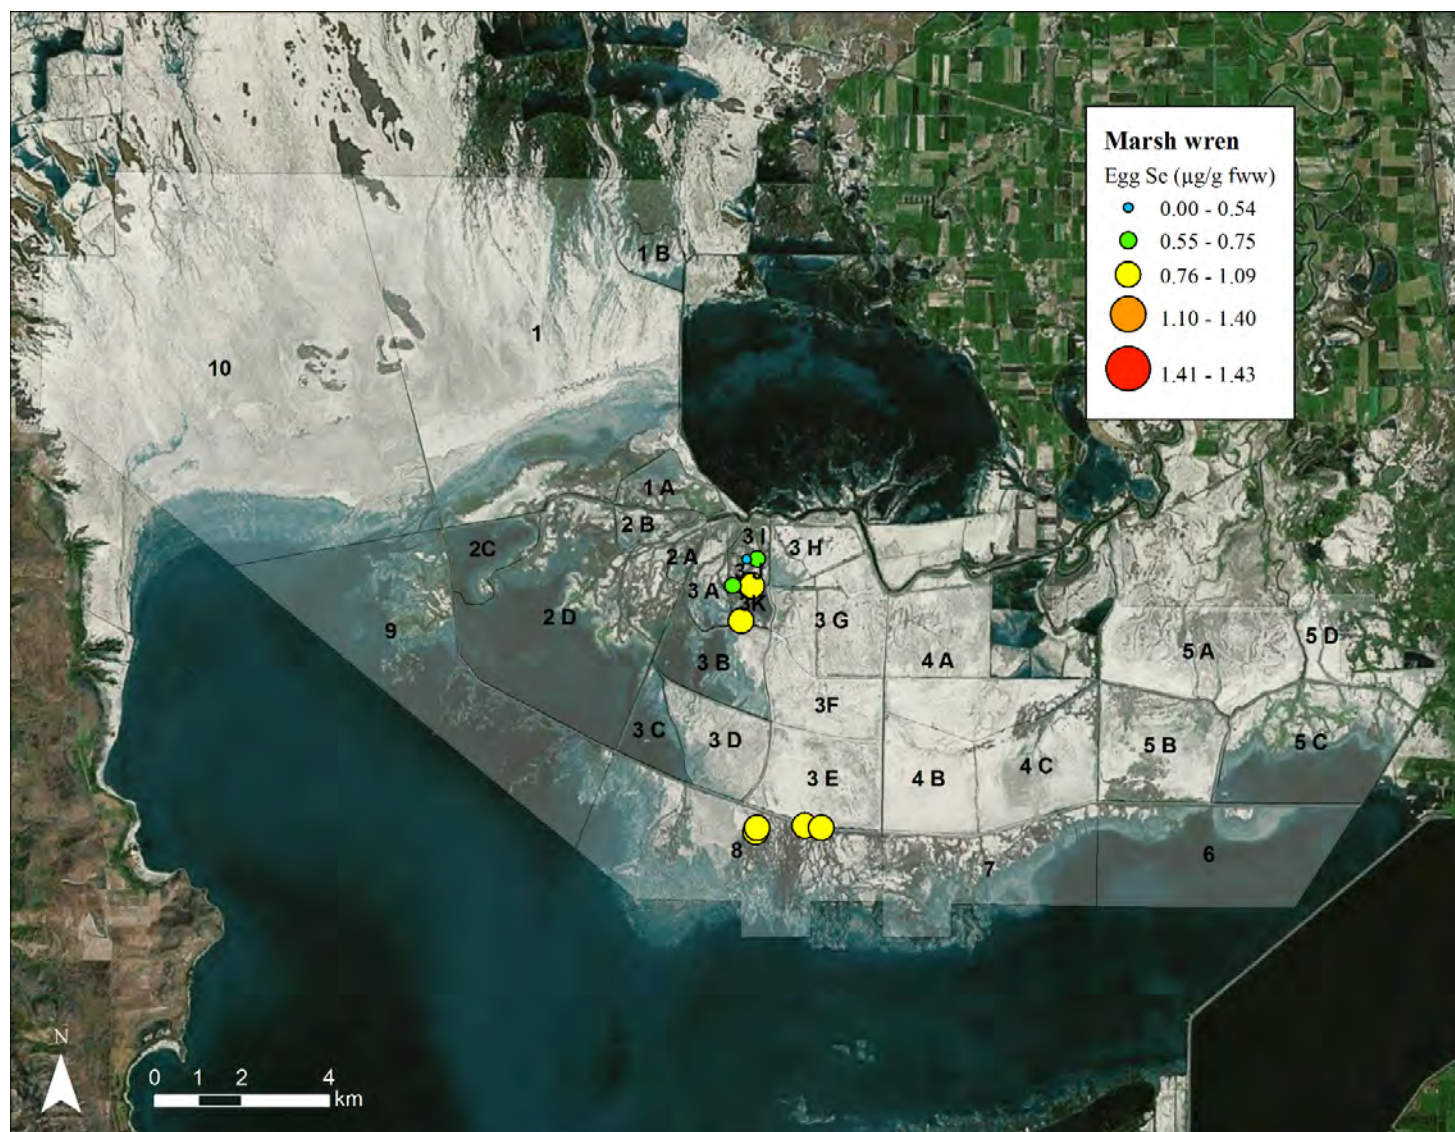 Marsh wren
Egg Se (µg/g fww)
0.00 - 0.54
0.55 - 0.75
0.76 - 1.09
1.10 - 1.40
1.41 - 1.43
1 B
1
10
1 A
2 B
2C
2 A
3 I
3 H
3 J
3 A
3K
2 D
9
3 G
3 B
4 A
5 A
5 D
3F
3 C
3 D
3 E
4 B
4 C
5 B
5 C
8
7
6
N
0 1 2 4
km